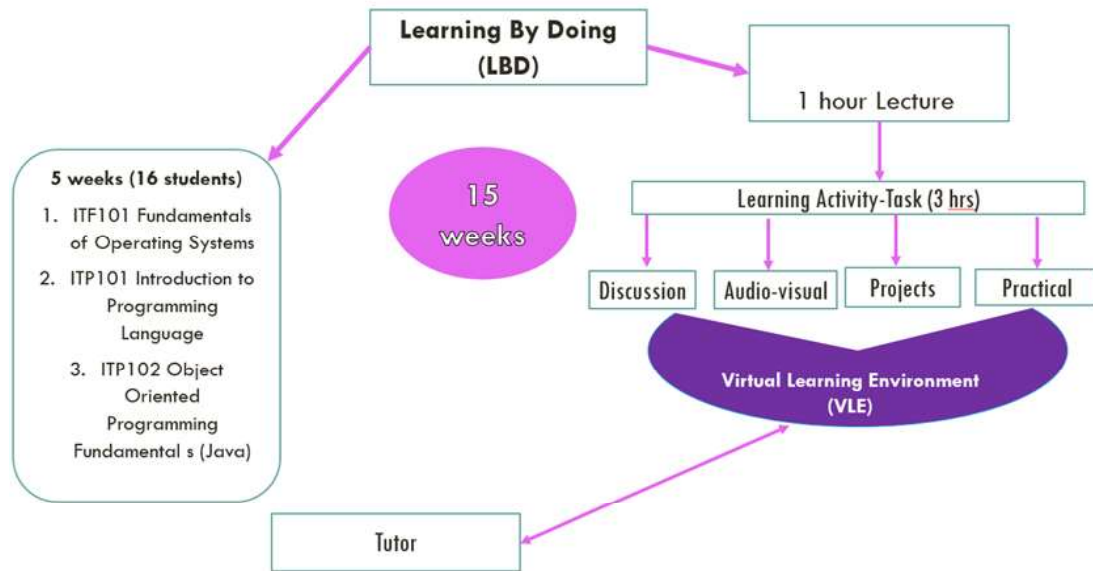 Learning By Doing
(LBD)
1 hour Lecture
5 weeks (16 students)
1. ITF101 Fundamentals
of Operating Systems
2. ITP101 Introduction to
Programming
Language
3. ITP102 Object
Oriented
Programming
Fundamental s (Java)
15
weeks
Learning Activity-Task (3 hrs)
Discussion
Audio-visual
Projects
Practical
Virtual Learning Environment
(VLE)
Tutor